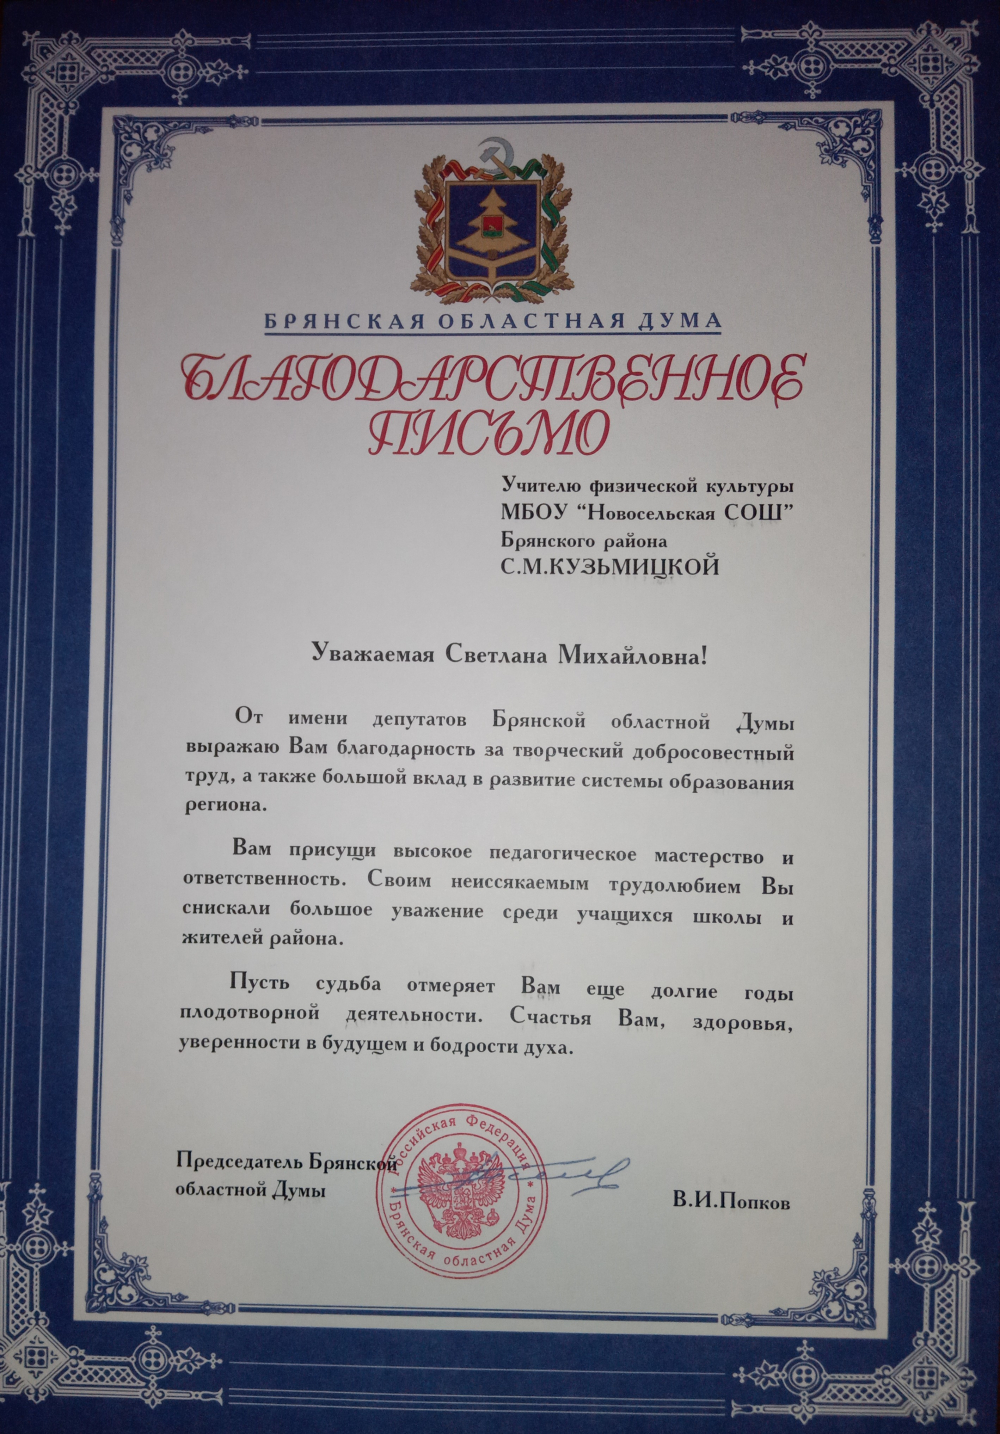 БРЯНСКАЯ ОБЛАСТНАЯ ДУМА
БЛАГОДАРСТВЕННОЕ
ПИСЬМО
Учителю физической культуры
МБОУ “Новосельская СОШ”
Брянского района
С.М.КУЗЬМИЦКОЙ
Уважаемая Светлана Михайловна!
От имени депутатов Брянской областной Думы
выражаю Вам благодарность за творческий добросовестный
труд, а также большой вклад в развитие системы образования
региона.
Вам присущи высокое педагогическое мастерство и
ответственность. Своим неиссякаемым трудолюбием Вы
снискали большое уважение среди учащихся школы и
жителей района.
Пусть судьба отмеряет Вам еще долгие годы
плодотворной деятельности. Счастья Вам, здоровья,
уверенности в будущем и бодрости духа.
Председатель Брянской
областной Думы
Российская Федерация
* Брянская областная Дума *
В.И.Попков